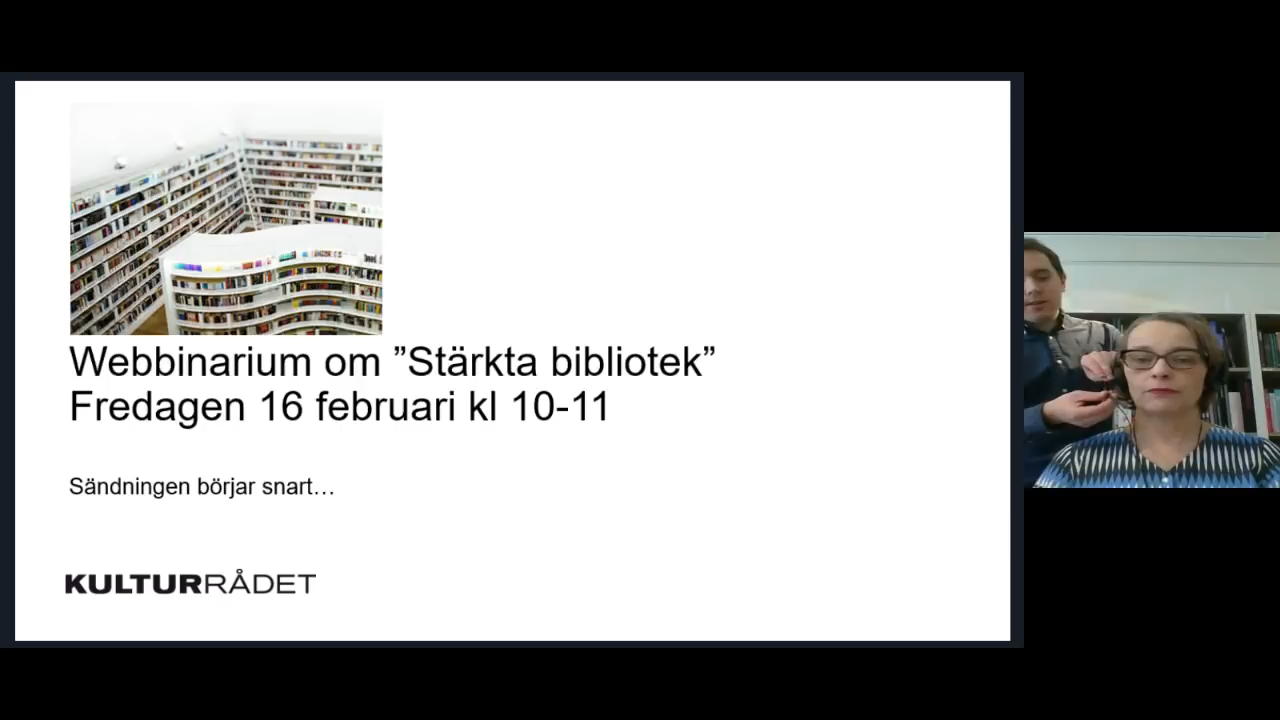 Webbinarium om ”Stärkta bibliotek”
Fredagen 16 februari kl 10-11
Sändningen börjar snart…
KULTURRÅDET